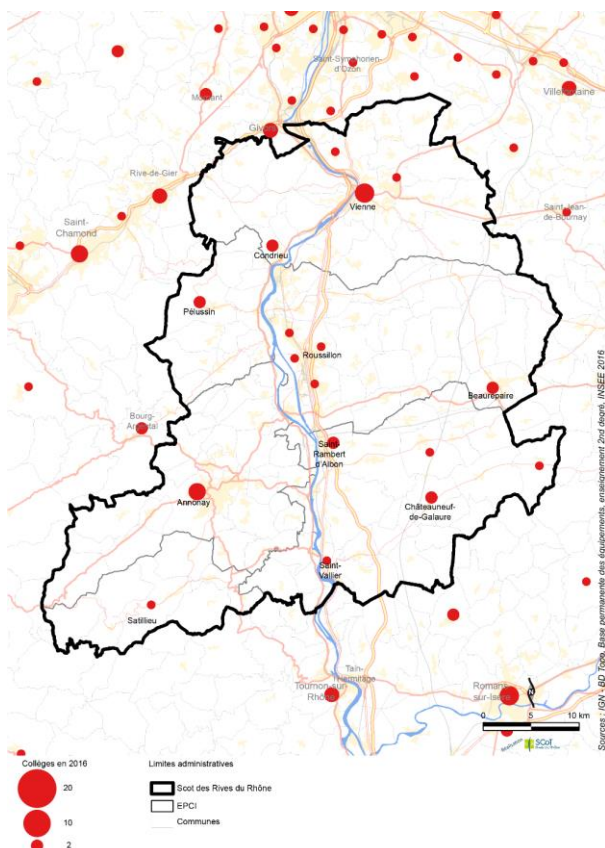 Saint-Symphorien-
d'Ozon
Mornant
Villefontaine
Givors
Rive-de-Gier
Vienne
Saint-Jean-
de-Bournay
Saint-
Chamond
Condrieu
Pélussin
Roussillon
Beaurepaire
Bourg-
Argental
Saint-
Rambert
d'Albon
Annonay
Châteauneuf-
de-Galaure
Saint-
Vallier
Satillieu
Tain-
l'Hermitage
Tournon-sur-
Rhône
Romans-
sur-Isère
N
0 5 10 km
SCoT
Sources : IGN - BD Topo, Base permanente des équipements, enseignement 2nd degré, INSEE 2016
Collèges en 2016
20
10
2
Limites administratives
Scot des Rives du Rhône
EPCI
Communes